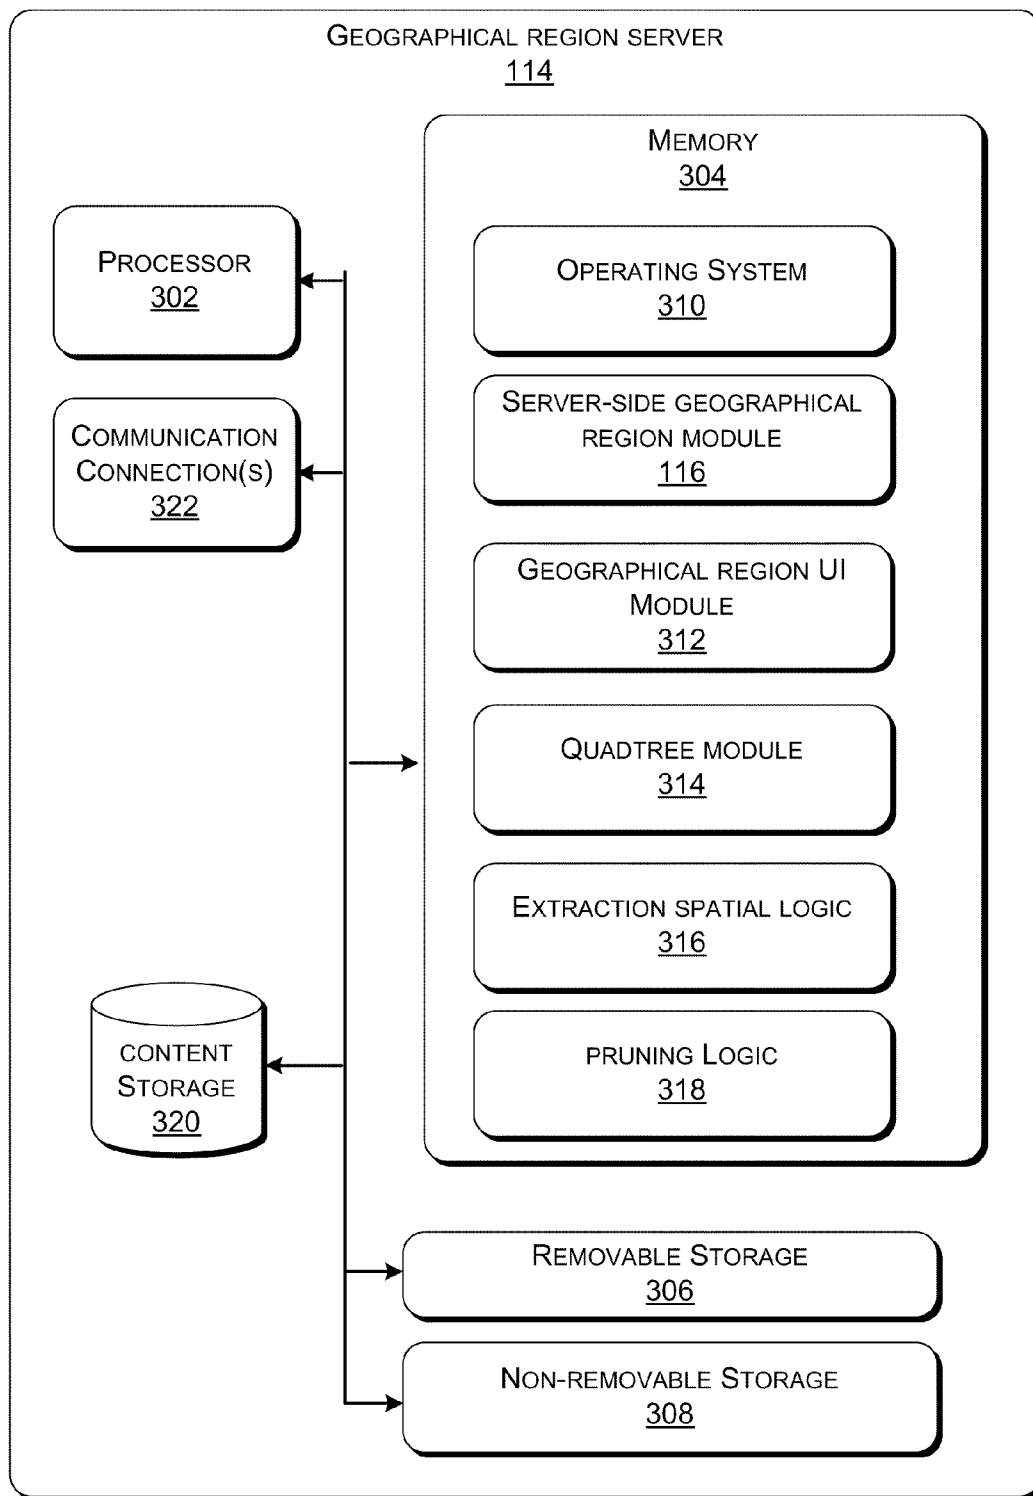 GEOGRAPHICAL REGION SERVER
114
MEMORY
304
PROCESSOR
302
COMMUNICATION
CONNECTION(S)
322
OPERATING SYSTEM
310
SERVER-SIDE GEOGRAPHICAL
REGION MODULE
116
GEOGRAPHICAL REGION UI
MODULE
312
QUADTREE MODULE
314
EXTRACTION SPATIAL LOGIC
316
PRUNING LOGIC
318
CONTENT
STORAGE
320
REMOVABLE STORAGE
306
NON-REMOVABLE STORAGE
308